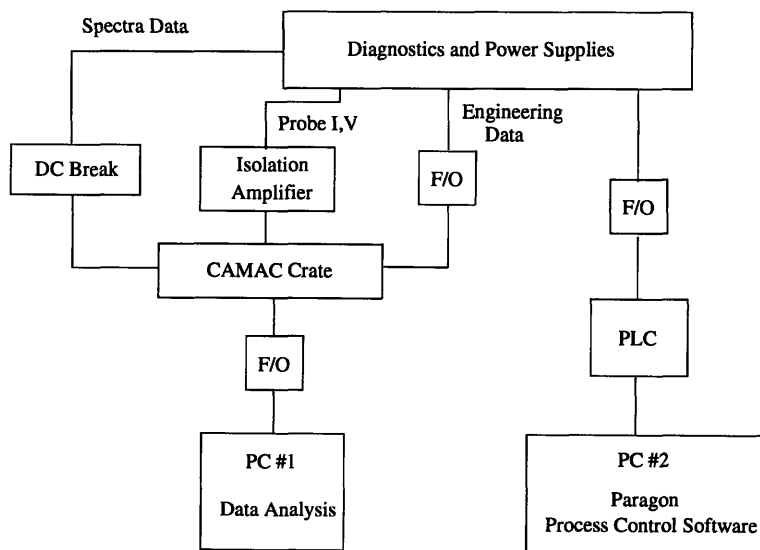 Spectra Data
Diagnostics and Power Supplies
Probe I,V
Engineering
Data
DC Break
Isolation
Amplifier
F/O
F/O
CAMAC Crate
F/O
PLC
PC #1
Data Analysis
PC #2
Paragon
Process Control Software